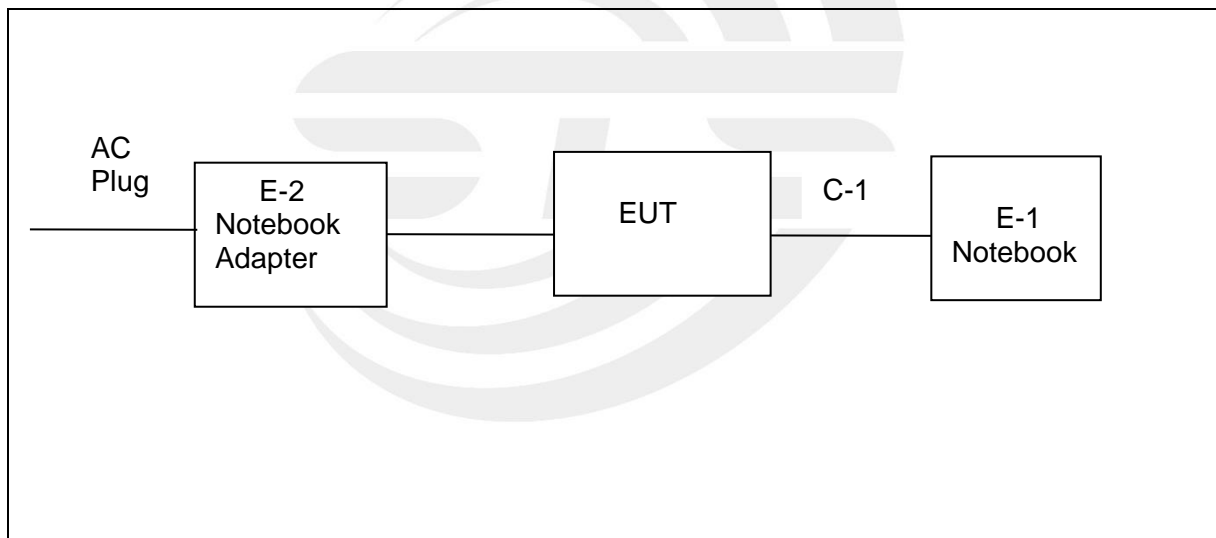 AC
Plug
E-2
Notebook
Adapter
EUT
C-1
E-1
Notebook